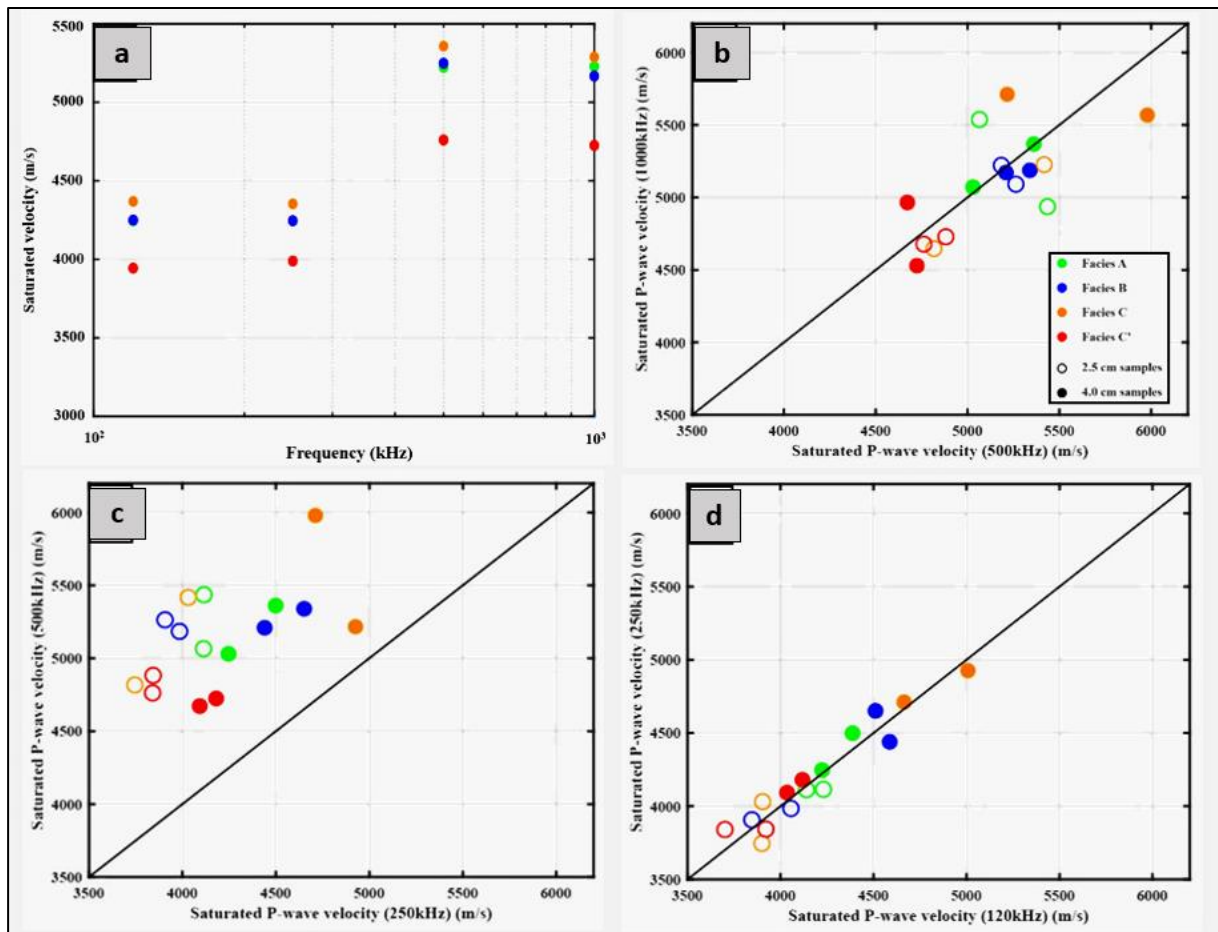 a
5500
5000
4500
4000
3500
3000
Saturated velocity (m/s)
10²
10³
Frequency (kHz)
b
6000
5500
5000
4500
4000
3500
Saturated P-wave velocity (1000kHz) (m/s)
Facies A
Facies B
Facies C
Facies C'
2.5 cm samples
4.0 cm samples
3500 4000 4500 5000 5500 6000
Saturated P-wave velocity (500kHz) (m/s)
c
6000
5500
5000
4500
4000
3500
Saturated P-wave velocity (500kHz) (m/s)
3500 4000 4500 5000 5500 6000
Saturated P-wave velocity (250kHz) (m/s)
d
6000
5500
5000
4500
4000
3500
Saturated P-wave velocity (250kHz) (m/s)
3500 4000 4500 5000 5500 6000
Saturated P-wave velocity (120kHz) (m/s)